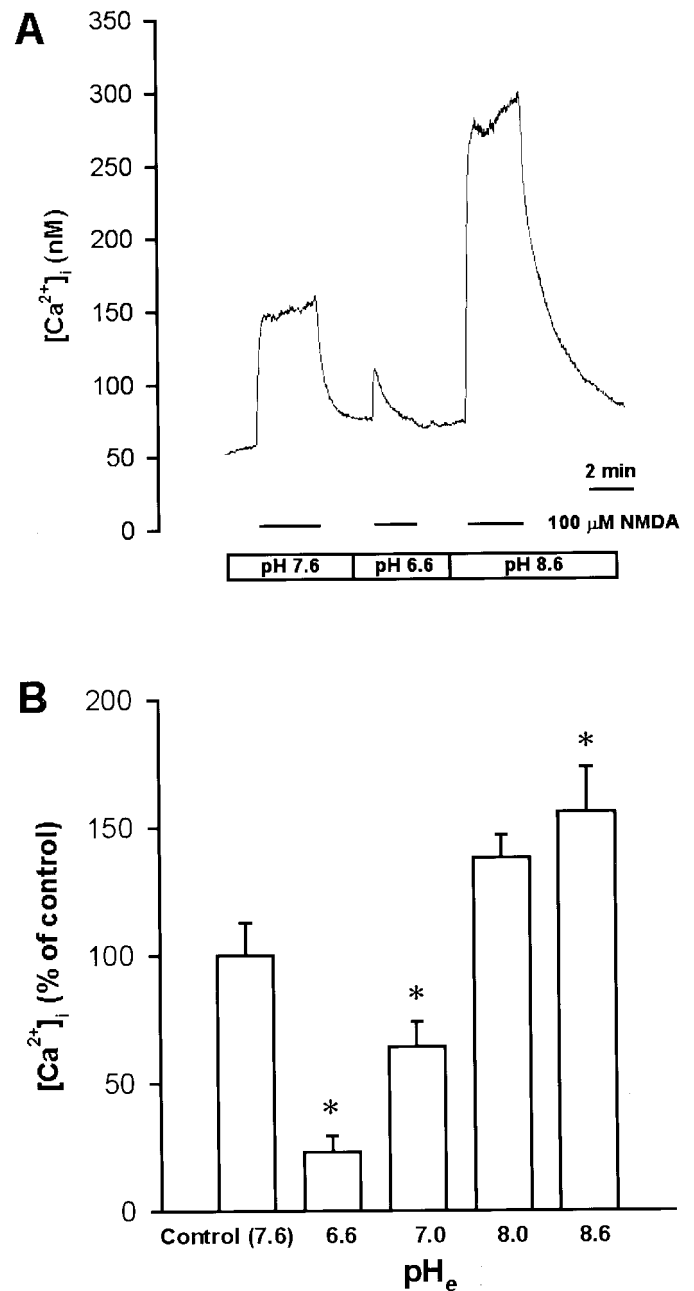 A
350
300
250
200
150
100
50
0
[Ca²⁺]ᵢ (nM)
2 min
100 µM NMDA
pH 7.6
pH 6.6
pH 8.6
B
200
150
100
50
0
[Ca²⁺]ᵢ (% of control)
*
*
*
Control (7.6)
6.6
7.0
8.0
8.6
pHₑ